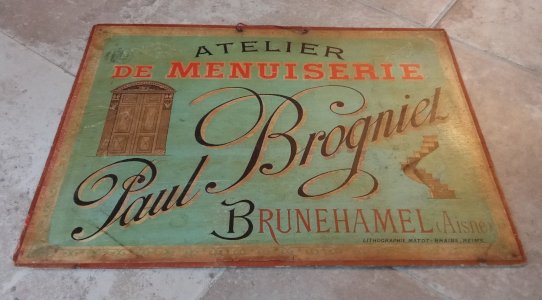 ATELIER
DE MENUISERIE
Paul Brogniet
BRUNEHAMEL (Aisne)
LITHOGRAPHIE MATOT-BRAINE, REIMS